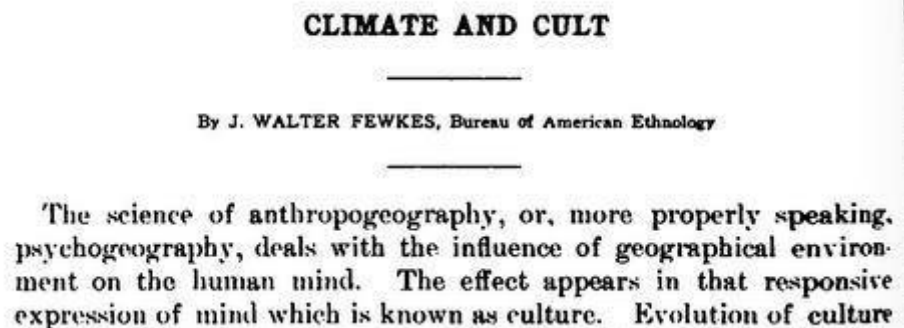 CLIMATE AND CULT
By J. WALTER FEWKES, Bureau of American Ethnology
The science of anthropogeography, or, more properly speaking,
psychogeography, deals with the influence of geographical environ-
ment on the human mind. The effect appears in that responsive
expression of mind which is known as culture. Evolution of culture